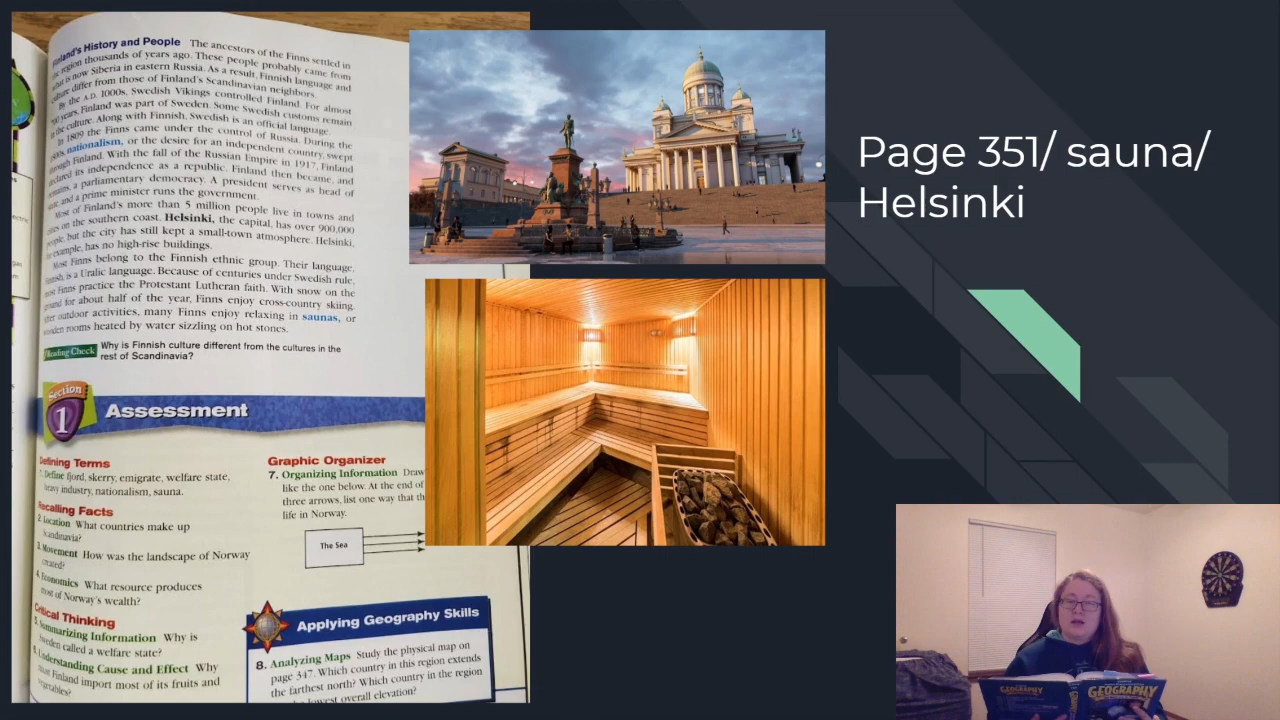 Finland's History and People The ancestors of the Finns settled in
region thousands of years ago. These people probably came from
what is now Siberia in eastern Russia. As a result, Finnish language and
culture differ from those of Finland's Scandinavian neighbors.
By the A.D. 1000s, Swedish Vikings controlled Finland. For almost
years, Finland was part of Sweden. Some Swedish customs remain
in the culture. Along with Finnish, Swedish is an official language.
In 1809 the Finns came under the control of Russia. During the
nationalism, or the desire for an independent country, swept
through Finland. With the fall of the Russian Empire in 1917, Finland
declared its independence as a republic. Finland then became, and
remains, a parliamentary democracy. A president serves as head of
state, and a prime minister runs the government.
Most of Finland's more than 5 million people live in towns and
cities on the southern coast. Helsinki, the capital, has over 900,000
people, but the city has still kept a small-town atmosphere. Helsinki,
for example, has no high-rise buildings.
Most Finns belong to the Finnish ethnic group. Their language,
Finnish, is a Uralic language. Because of centuries under Swedish rule,
most Finns practice the Protestant Lutheran faith. With snow on the
ground for about half of the year, Finns enjoy cross-country skiing.
After outdoor activities, many Finns enjoy relaxing in saunas, or
wooden rooms heated by water sizzling on hot stones.
Reading Check Why is Finnish culture different from the cultures in the
rest of Scandinavia?
Section
1
Assessment
Defining Terms
1. Define fjord, skerry, emigrate, welfare state,
heavy industry, nationalism, sauna.
Recalling Facts
2. Location What countries make up
Scandinavia?
3. Movement How was the landscape of Norway
created?
4. Economics What resource produces
most of Norway's wealth?
Critical Thinking
5. Summarizing Information Why is
Sweden called a welfare state?
6. Understanding Cause and Effect Why
must Finland import most of its fruits and
vegetables?
Graphic Organizer
7. Organizing Information Draw
like the one below. At the end of
three arrows, list one way that th
life in Norway.
The Sea
Applying Geography Skills
8. Analyzing Maps Study the physical map on
page 347. Which country in this region extends
the farthest north? Which country in the region
lowest overall elevation?
Page 351/ sauna/
Helsinki
GEOGRAPHY
GEOGRAPHY